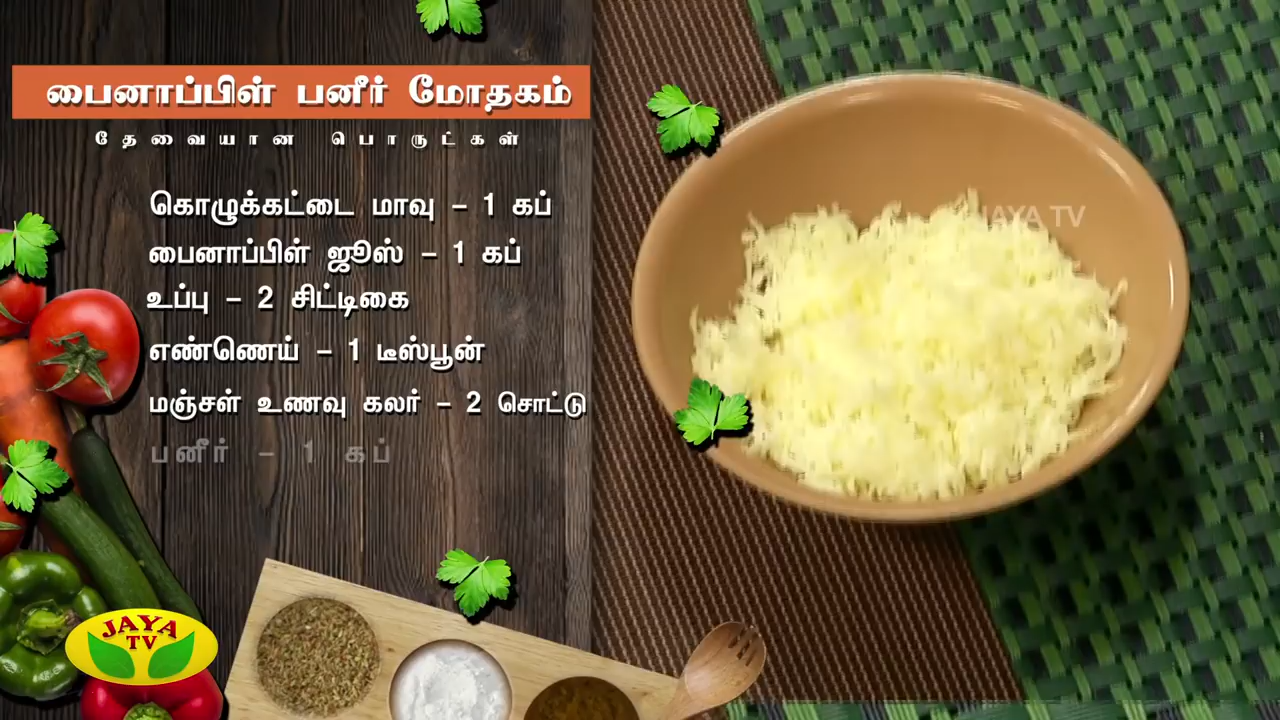 பைனாப்பிள் பனீர் மோதகம்
தேவையான பொருட்கள்
கொழுக்கட்டை மாவு – 1 கப்
பைனாப்பிள் ஜூஸ் – 1 கப்
உப்பு – 2 சிட்டிகை
எண்ணெய் – 1 டீஸ்பூன்
மஞ்சள் உணவு கலர் – 2 சொட்டு
பனீர் – 1 கப்
JAYA TV
JAYA
TV